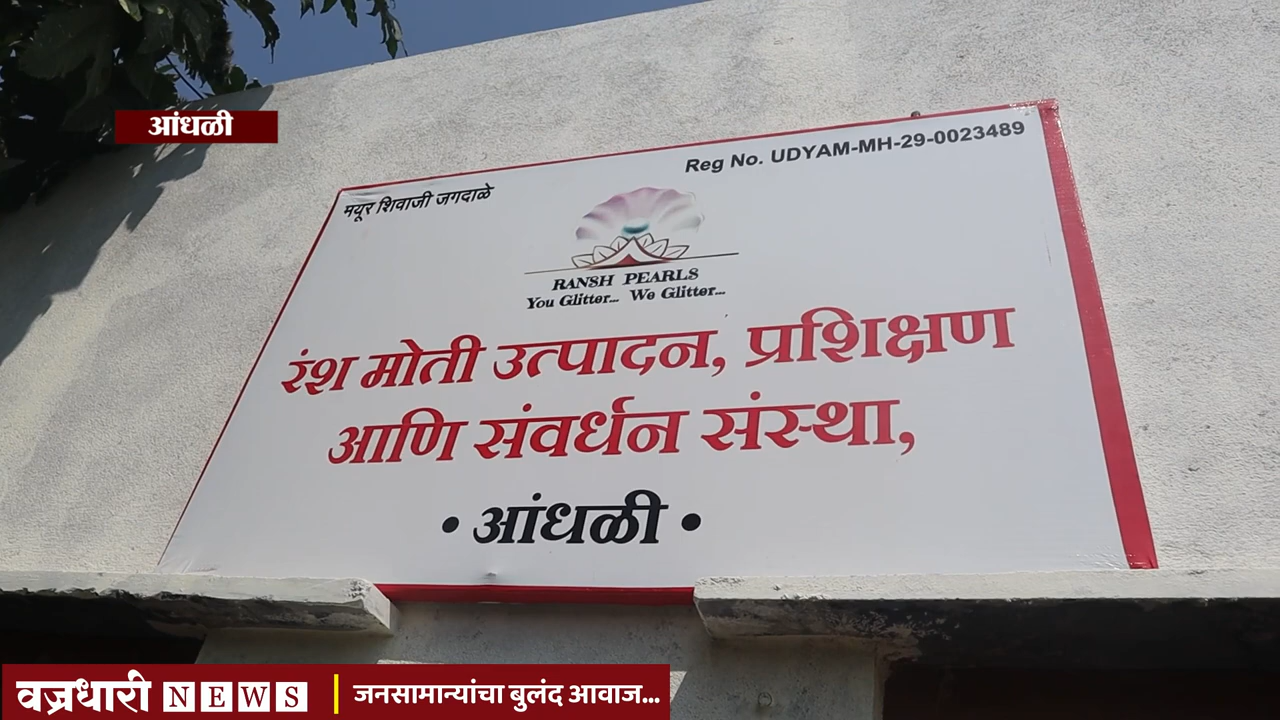 आंधळी
Reg No. UDYAM-MH-29-0023489
मयूर शिवाजी जगदाळे
RANSH PEARLS
You Glitter... We Glitter...
रंश मोती उत्पादन, प्रशिक्षण
आणि संवर्धन संस्था,
• आंधळी •
वज्रधारी NEWS | जनसामान्यांचा बुलंद आवाज...